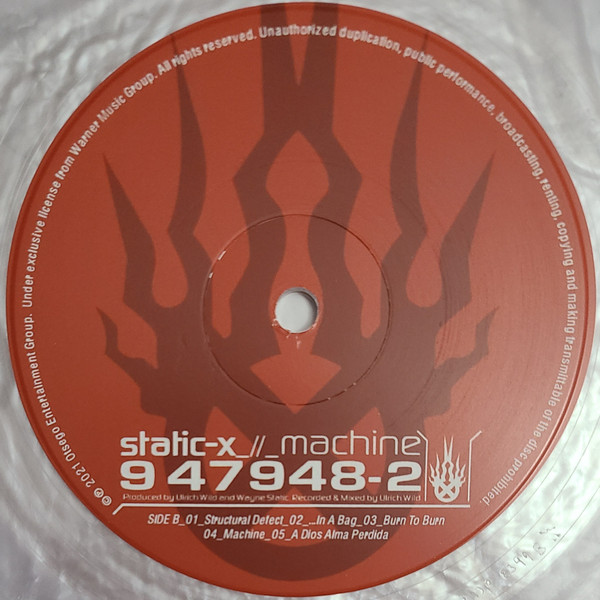 ℗© 2021 Otsego Entertainment Group. Under exclusive license from Warner Music Group. All rights reserved. Unauthorized duplication, public performance, broadcasting, renting, copying and making transmittable of the disc prohibited.
static-x_//_machine
9 47948-2
Produced by Ulrich Wild and Wayne Static. Recorded & Mixed by Ulrich Wild
SIDE B_01_Structural Defect_02_...In A Bag_03_Burn To Burn
04_Machine_05_A Dios Alma Perdida